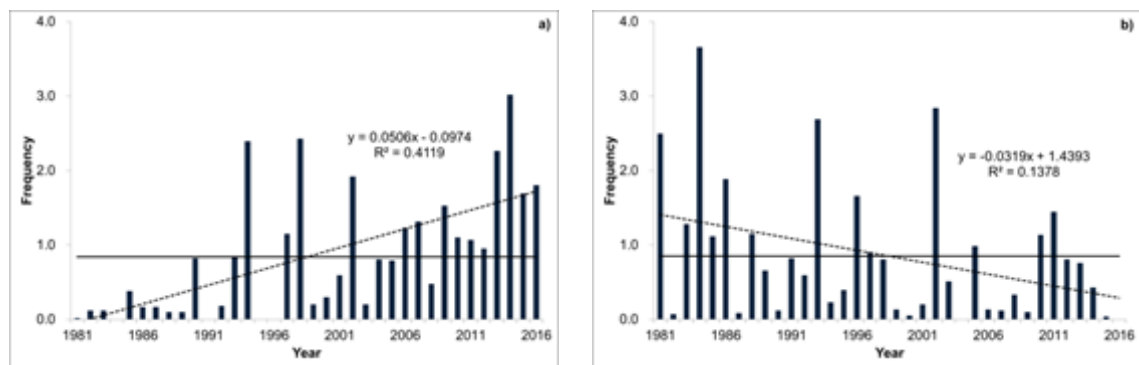 4.0
3.0
2.0
1.0
0.0
Frequency
a)
y = 0.0506x - 0.0974
R² = 0.4119
1981 1986 1991 1996 2001 2006 2011 2016
Year
4.0
3.0
2.0
1.0
0.0
Frequency
b)
y = -0.0319x + 1.4393
R² = 0.1378
1981 1986 1991 1996 2001 2006 2011 2016
Year